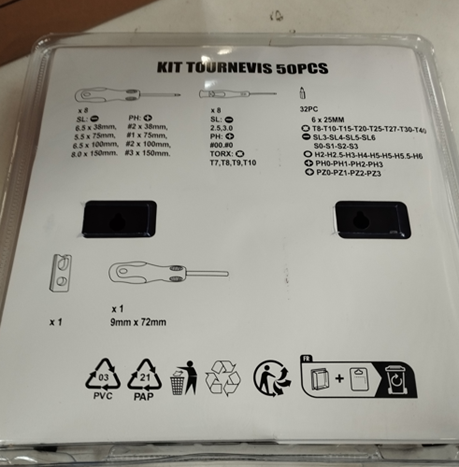 KIT TOURNEVIS 50PCS
x 8
SL: PH:
6.5 x 38mm, #2 x 38mm,
5.5 x 75mm, #1 x 75mm,
6.5 x 100mm, #2 x 100mm,
8.0 x 150mm. #3 x 150mm.
x 8
SL:
2.5,3.0
PH:
#00.#0
TORX:
T7,T8,T9,T10
32PC
6 x 25MM
T8-T10-T15-T20-T25-T27-T30-T40
SL3-SL4-SL5-SL6
S0-S1-S2-S3
H2-H2.5-H3-H4-H5-H5-H5.5-H6
PH0-PH1-PH2-PH3
PZ0-PZ1-PZ2-PZ3
x 1
x 1
9mm x 72mm
03
PVC
21
PAP
FR
+